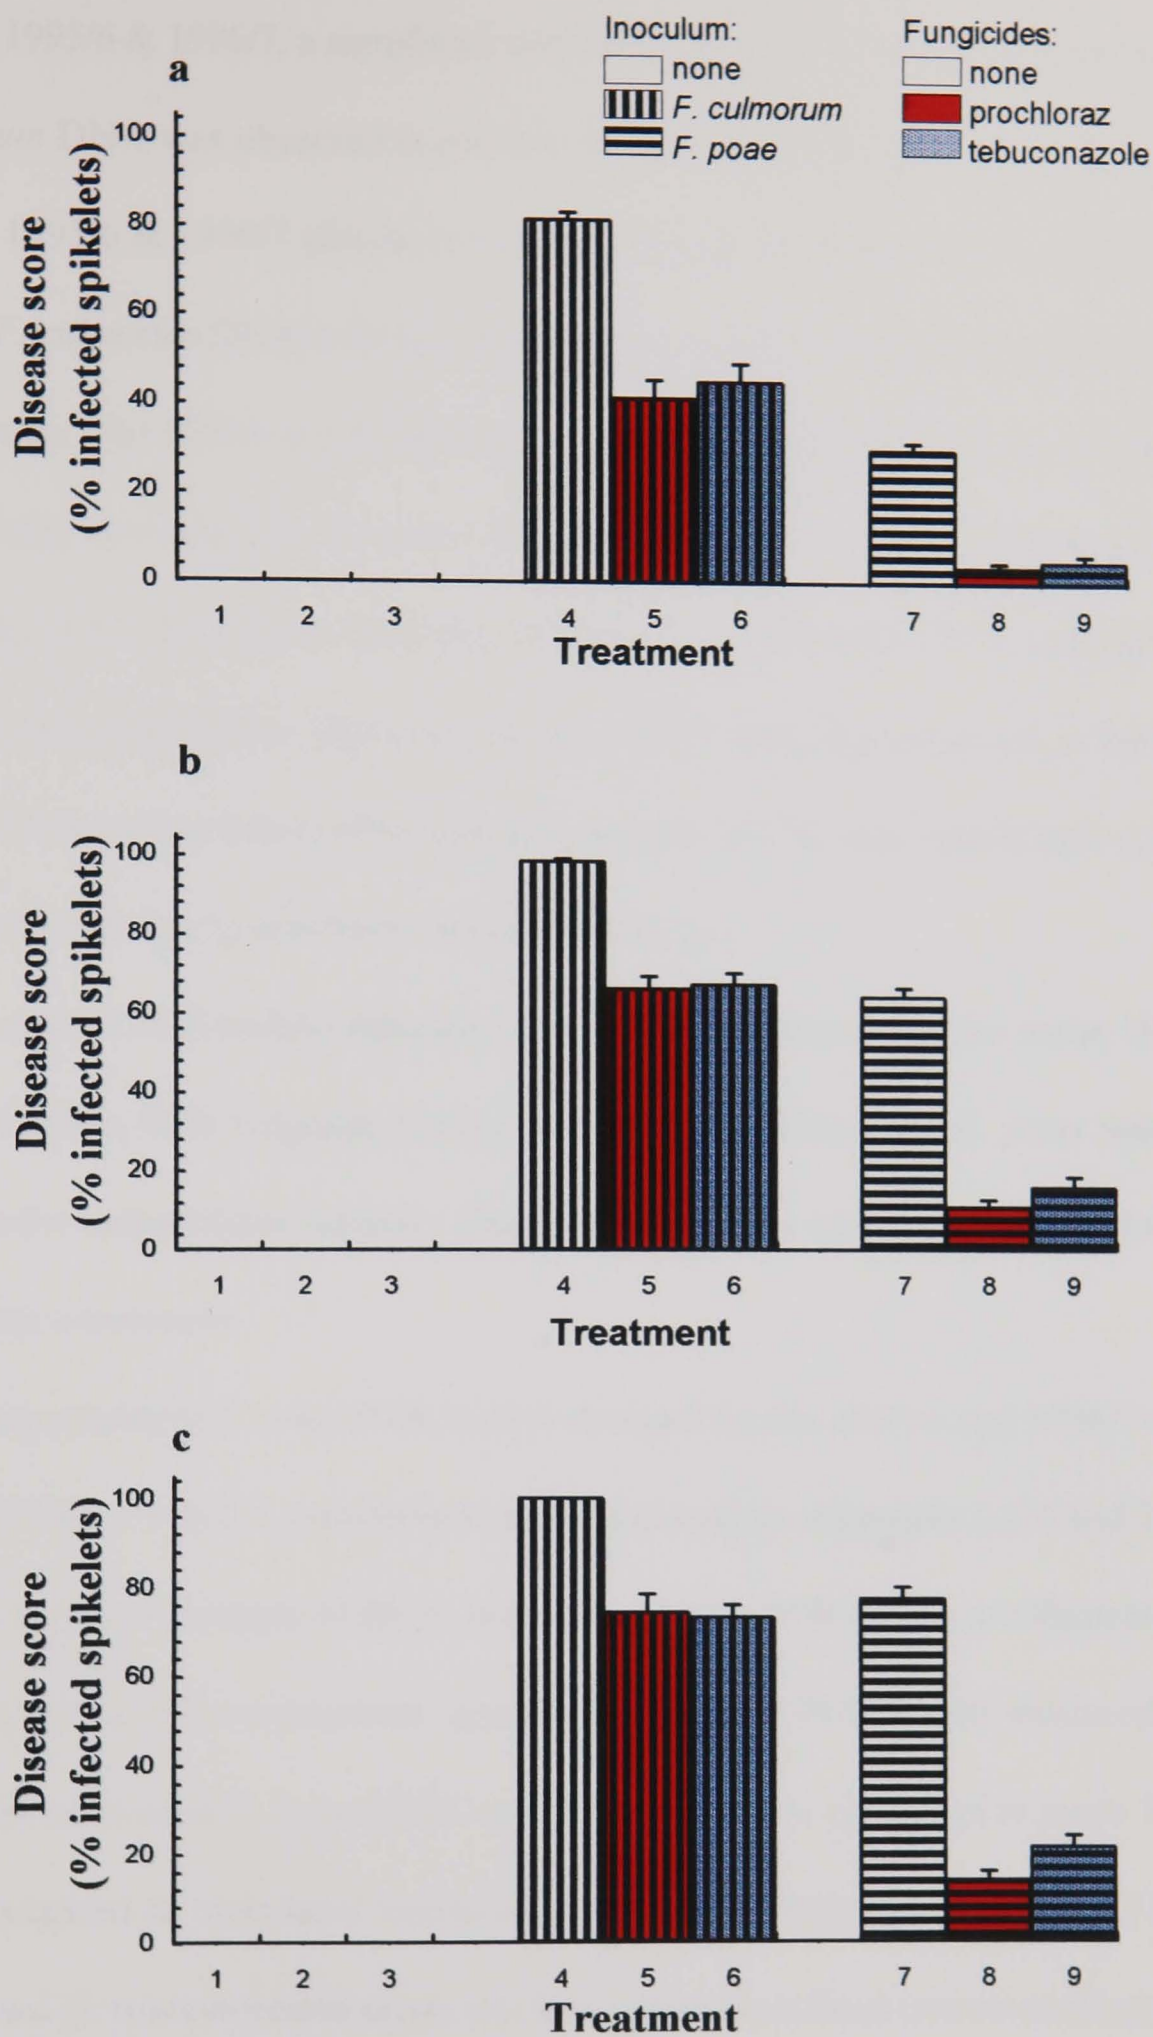 Inoculum:
none
F. culmorum
F. poae
Fungicides:
none
prochloraz
tebuconazole
a
Disease score
(% infected spikelets)
100
80
60
40
20
0
1 2 3 4 5 6 7 8 9
Treatment
b
Disease score
(% infected spikelets)
100
80
60
40
20
0
1 2 3 4 5 6 7 8 9
Treatment
c
Disease score
(% infected spikelets)
100
80
60
40
20
0
1 2 3 4 5 6 7 8 9
Treatment